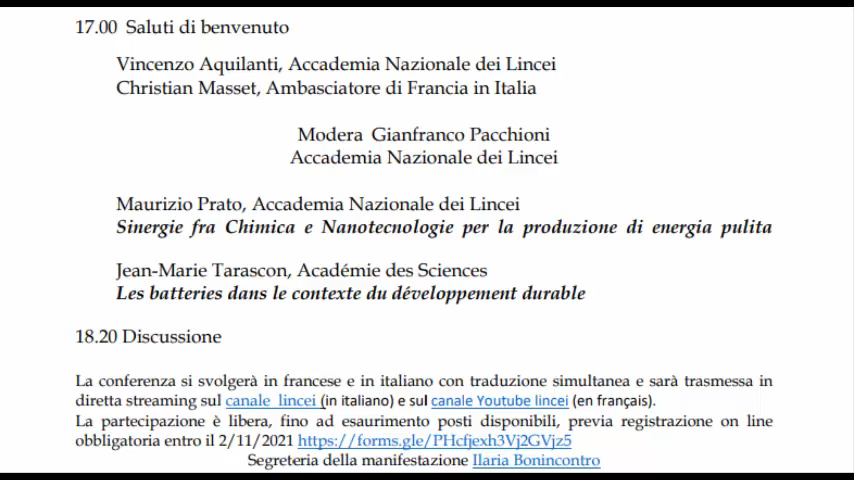 17.00 Saluti di benvenuto
Vincenzo Aquilanti, Accademia Nazionale dei Lincei
Christian Masset, Ambasciatore di Francia in Italia
Modera Gianfranco Pacchioni
Accademia Nazionale dei Lincei
Maurizio Prato, Accademia Nazionale dei Lincei
Sinergie fra Chimica e Nanotecnologie per la produzione di energia pulita
Jean-Marie Tarascon, Académie des Sciences
Les batteries dans le contexte du développement durable
18.20 Discussione
La conferenza si svolgerà in francese e in italiano con traduzione simultanea e sarà trasmessa in
diretta streaming sul canale lincei (in italiano) e sul canale Youtube lincei (en français).
La partecipazione è libera, fino ad esaurimento posti disponibili, previa registrazione on line
obbligatoria entro il 2/11/2021 https://forms.gle/PHcfjexh3Vj2GVjz5
Segreteria della manifestazione Ilaria Bonincontro